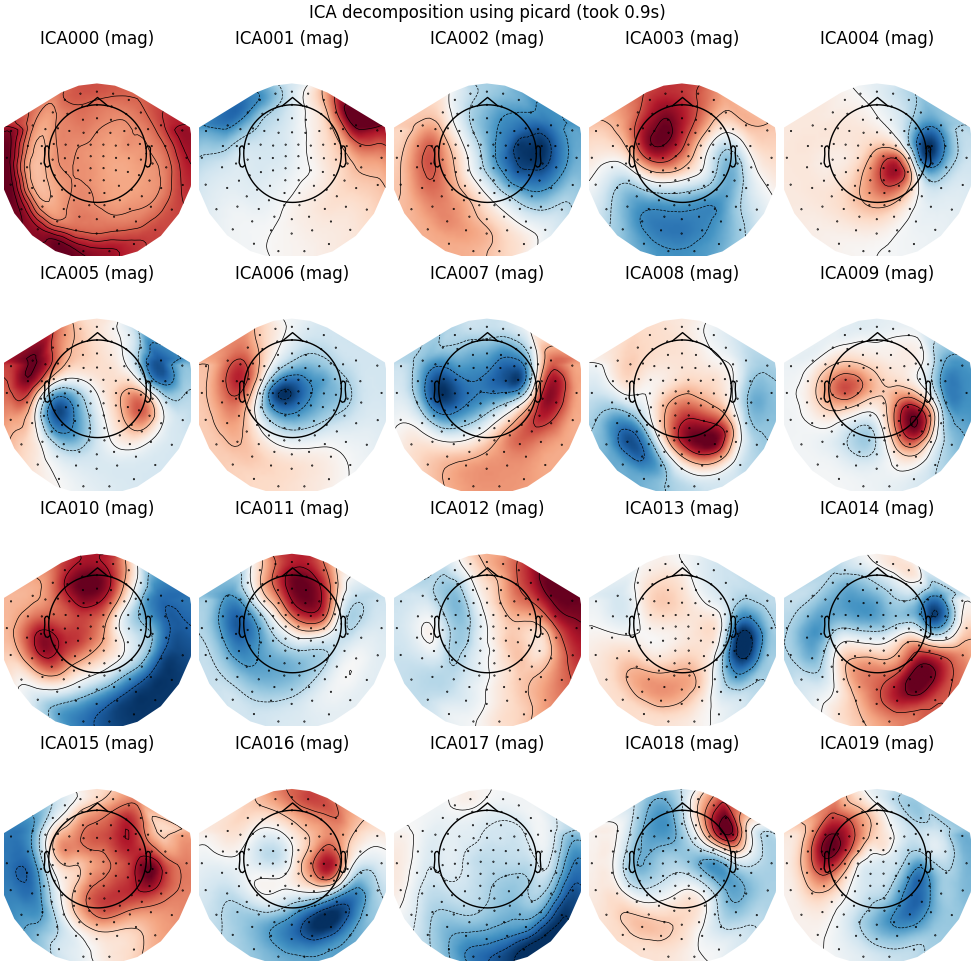 ICA decomposition using picard (took 0.9s)
ICA000 (mag) ICA001 (mag) ICA002 (mag) ICA003 (mag) ICA004 (mag)
ICA005 (mag) ICA006 (mag) ICA007 (mag) ICA008 (mag) ICA009 (mag)
ICA010 (mag) ICA011 (mag) ICA012 (mag) ICA013 (mag) ICA014 (mag)
ICA015 (mag) ICA016 (mag) ICA017 (mag) ICA018 (mag) ICA019 (mag)